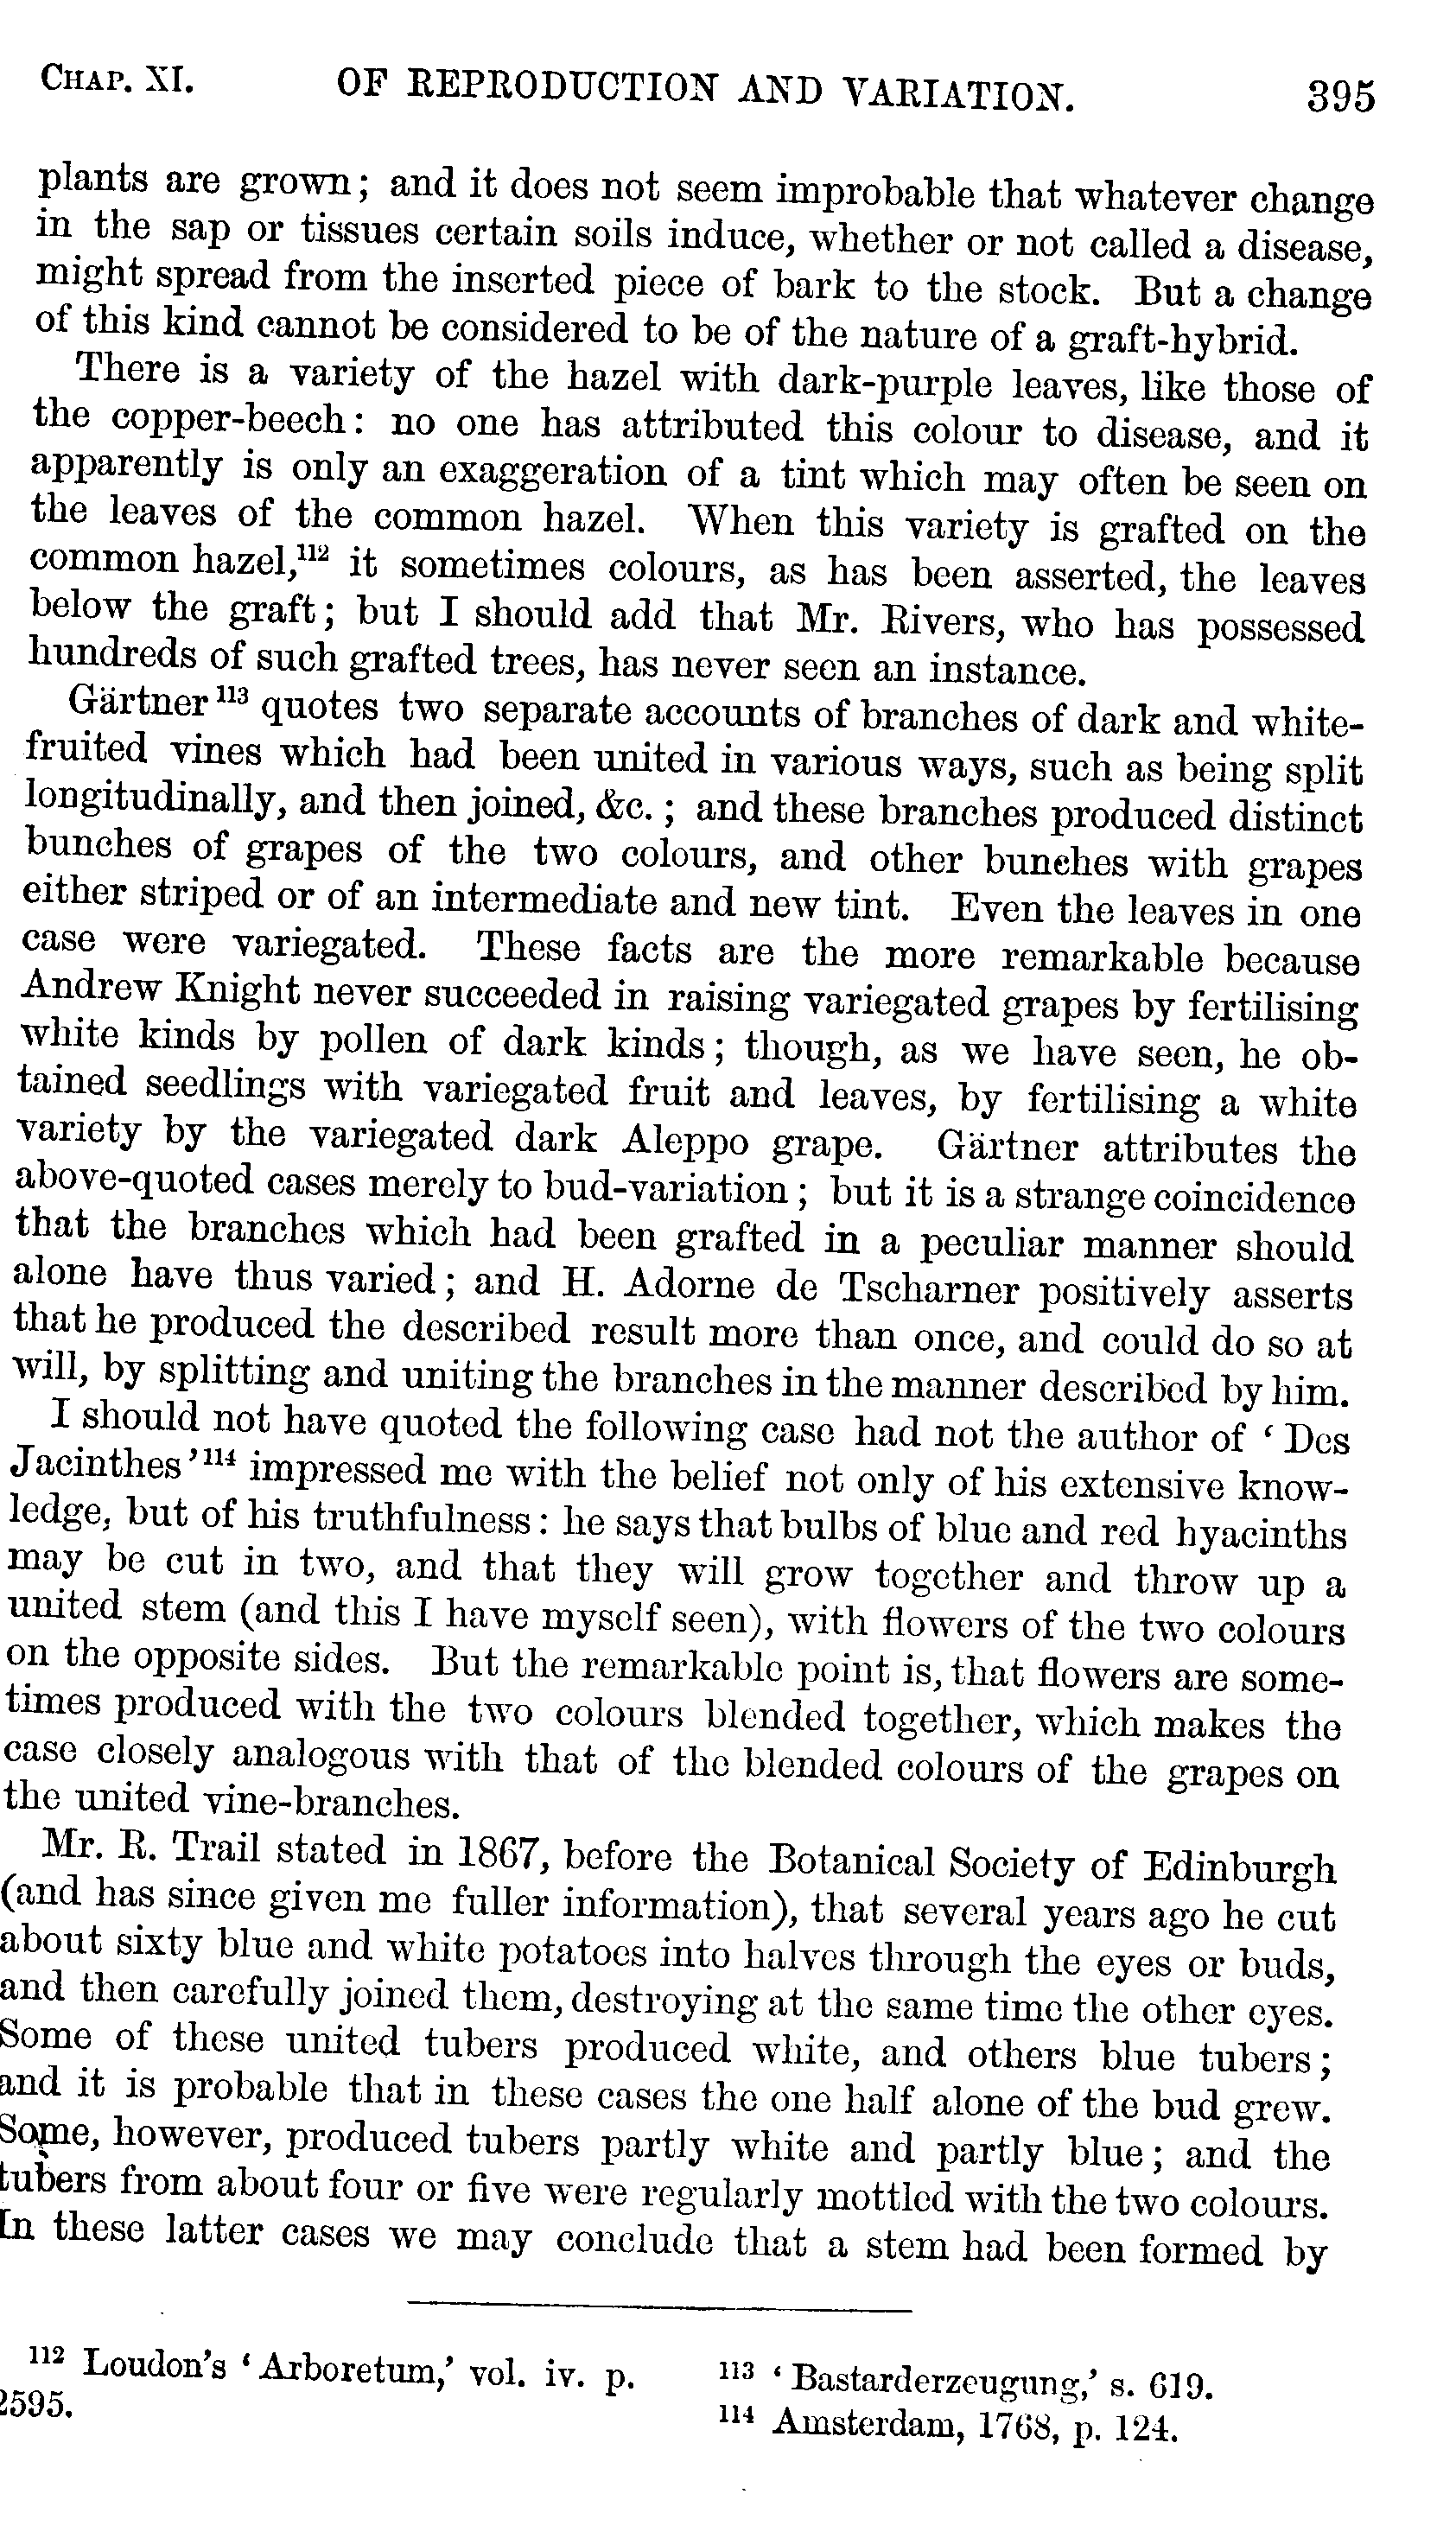 CHAP. XI. OF REPRODUCTION AND VARIATION. 395
plants are grown; and it does not seem improbable that whatever change
in the sap or tissues certain soils induce, whether or not called a disease,
might spread from the inserted piece of bark to the stock. But a change
of this kind cannot be considered to be of the nature of a graft-hybrid.
There is a variety of the hazel with dark-purple leaves, like those of
the copper-beech: no one has attributed this colour to disease, and it
apparently is only an exaggeration of a tint which may often be seen on
the leaves of the common hazel. When this variety is grafted on the
common hazel,¹¹² it sometimes colours, as has been asserted, the leaves
below the graft; but I should add that Mr. Rivers, who has possessed
hundreds of such grafted trees, has never seen an instance.
Gärtner¹¹³ quotes two separate accounts of branches of dark and white-
fruited vines which had been united in various ways, such as being split
longitudinally, and then joined, &c.; and these branches produced distinct
bunches of grapes of the two colours, and other bunches with grapes
either striped or of an intermediate and new tint. Even the leaves in one
case were variegated. These facts are the more remarkable because
Andrew Knight never succeeded in raising variegated grapes by fertilising
white kinds by pollen of dark kinds; though, as we have seen, he ob-
tained seedlings with variegated fruit and leaves, by fertilising a white
variety by the variegated dark Aleppo grape. Gärtner attributes the
above-quoted cases merely to bud-variation; but it is a strange coincidence
that the branches which had been grafted in a peculiar manner should
alone have thus varied; and H. Adorne de Tscharner positively asserts
that he produced the described result more than once, and could do so at
will, by splitting and uniting the branches in the manner described by him.
I should not have quoted the following case had not the author of ‘Des
Jacinthes’¹¹⁴ impressed me with the belief not only of his extensive know-
ledge, but of his truthfulness: he says that bulbs of blue and red hyacinths
may be cut in two, and that they will grow together and throw up a
united stem (and this I have myself seen), with flowers of the two colours
on the opposite sides. But the remarkable point is, that flowers are some-
times produced with the two colours blended together, which makes the
case closely analogous with that of the blended colours of the grapes on
the united vine-branches.
Mr. R. Trail stated in 1867, before the Botanical Society of Edinburgh
(and has since given me fuller information), that several years ago he cut
about sixty blue and white potatoes into halves through the eyes or buds,
and then carefully joined them, destroying at the same time the other eyes.
Some of these united tubers produced white, and others blue tubers;
and it is probable that in these cases the one half alone of the bud grew.
Some, however, produced tubers partly white and partly blue; and the
tubers from about four or five were regularly mottled with the two colours.
In these latter cases we may conclude that a stem had been formed by
¹¹² Loudon’s ‘Arboretum,’ vol. iv. p.
2595.
¹¹³ ‘Bastarderzeugung,’ s. 619.
¹¹⁴ Amsterdam, 1768, p. 124.